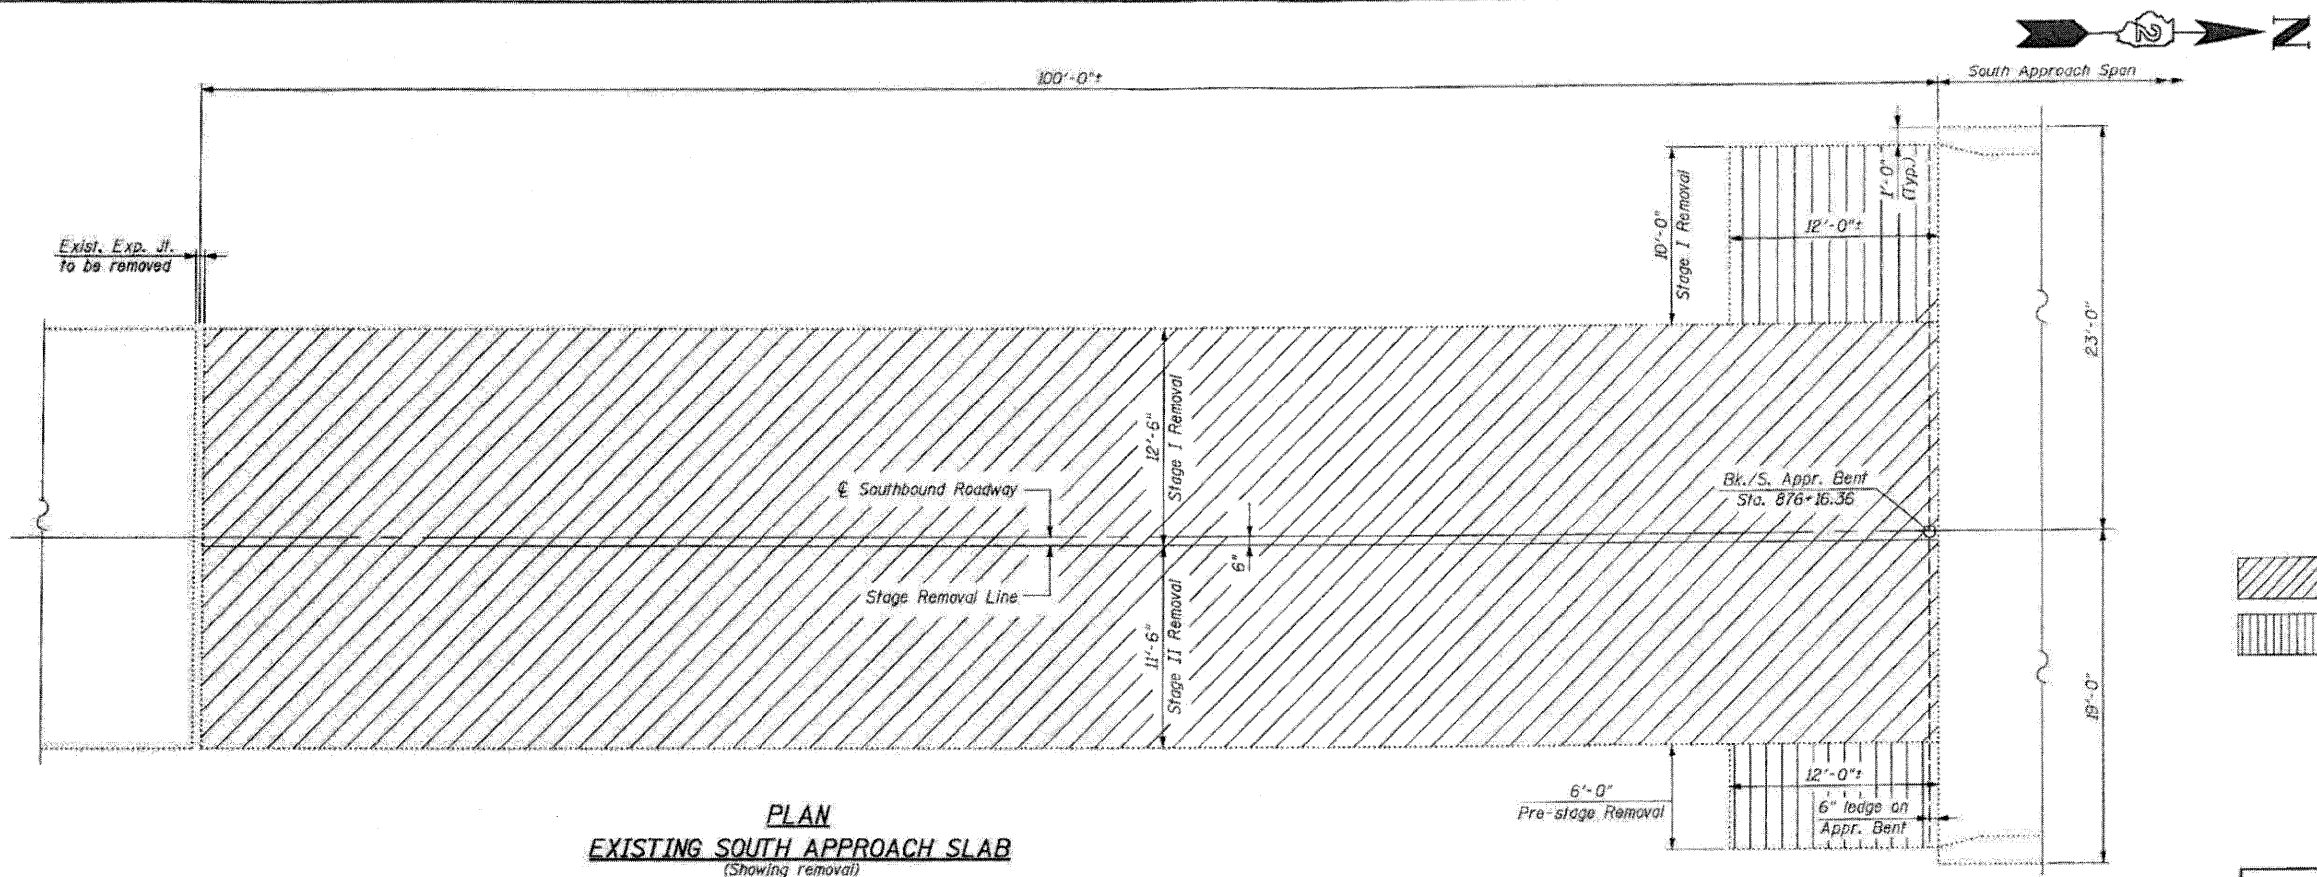 N
100'-0"±
South Approach Span
Exist. Exp. Jt.
to be removed
10'-0"
Stage I Removal
1'-0"
(Typ.)
12'-0"±
23'-0"
12'-6"
Stage I Removal
℄ Southbound Roadway
Bk./S. Appr. Bent
Sta. 876+16.36
6"
Stage Removal Line
11'-6"
Stage II Removal
19'-0"
12'-0"±
6'-0"
Pre-stage Removal
6" ledge on
Appr. Bent
PLAN
EXISTING SOUTH APPROACH SLAB
(Showing removal)